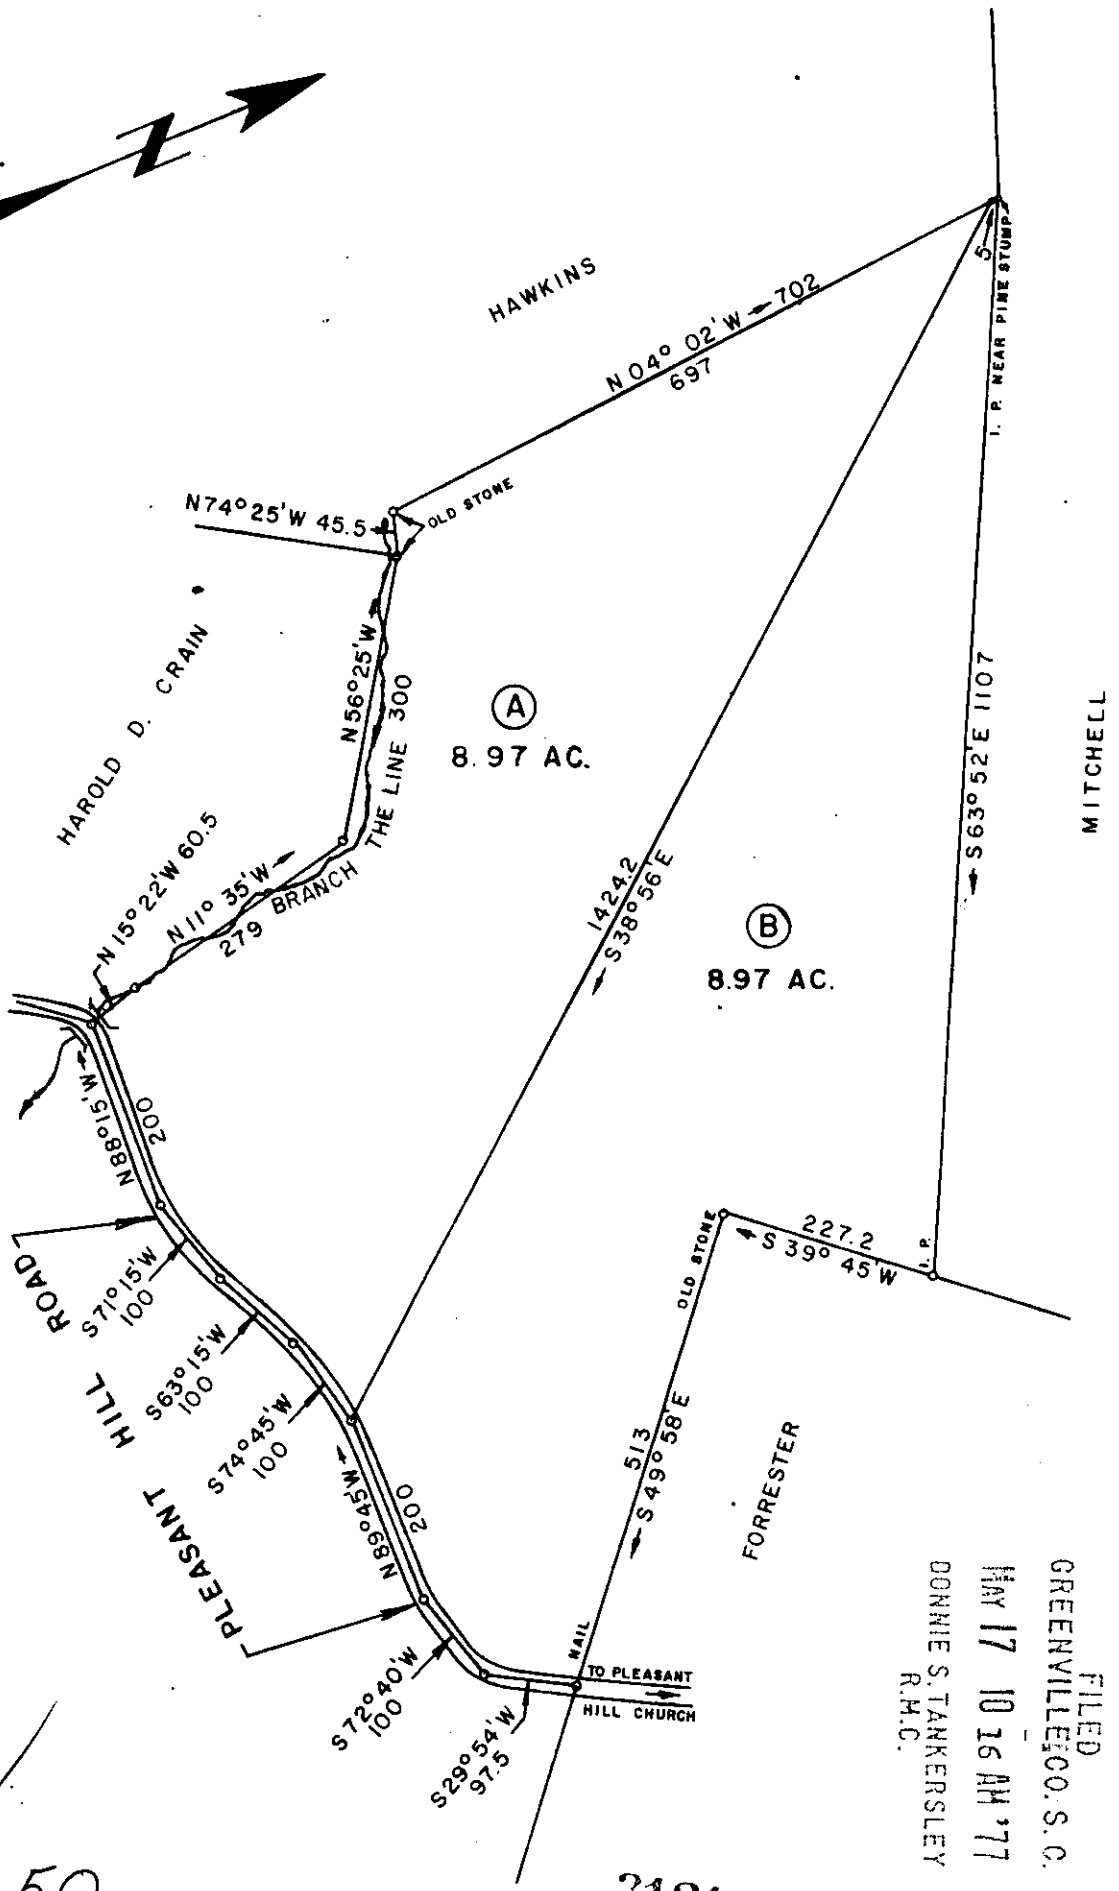 N
HAWKINS
N 04° 02' W 702
697
5
I. P. NEAR PINE STUMP
N74° 25' W 45.5
OLD STONE
HAROLD D. CRAIN
N56° 25' W
THE LINE 300
A
8.97 AC.
S63° 52' E 1107
MITCHELL
N 15° 22' W 60.5
N11° 35' W
279 BRANCH
1424.2
S38° 56' E
B
8.97 AC.
N88° 15' W
200
ROAD
S71° 15' W
100
HILL
S63° 15' W
100
S74° 45' W
100
PLEASANT
N89° 45' W
200
OLD STONE
227.2
S 39° 45' W
I. P.
513
S 49° 58' E
FORRESTER
S72° 40' W
100
S29° 54' W
97.5
NAIL
TO PLEASANT
HILL CHURCH
FILED
GREENVILLE CO. S. C.
MAY 17 10 16 AM '77
DONNIE S. TANKERSLEY
R.M.C.
50